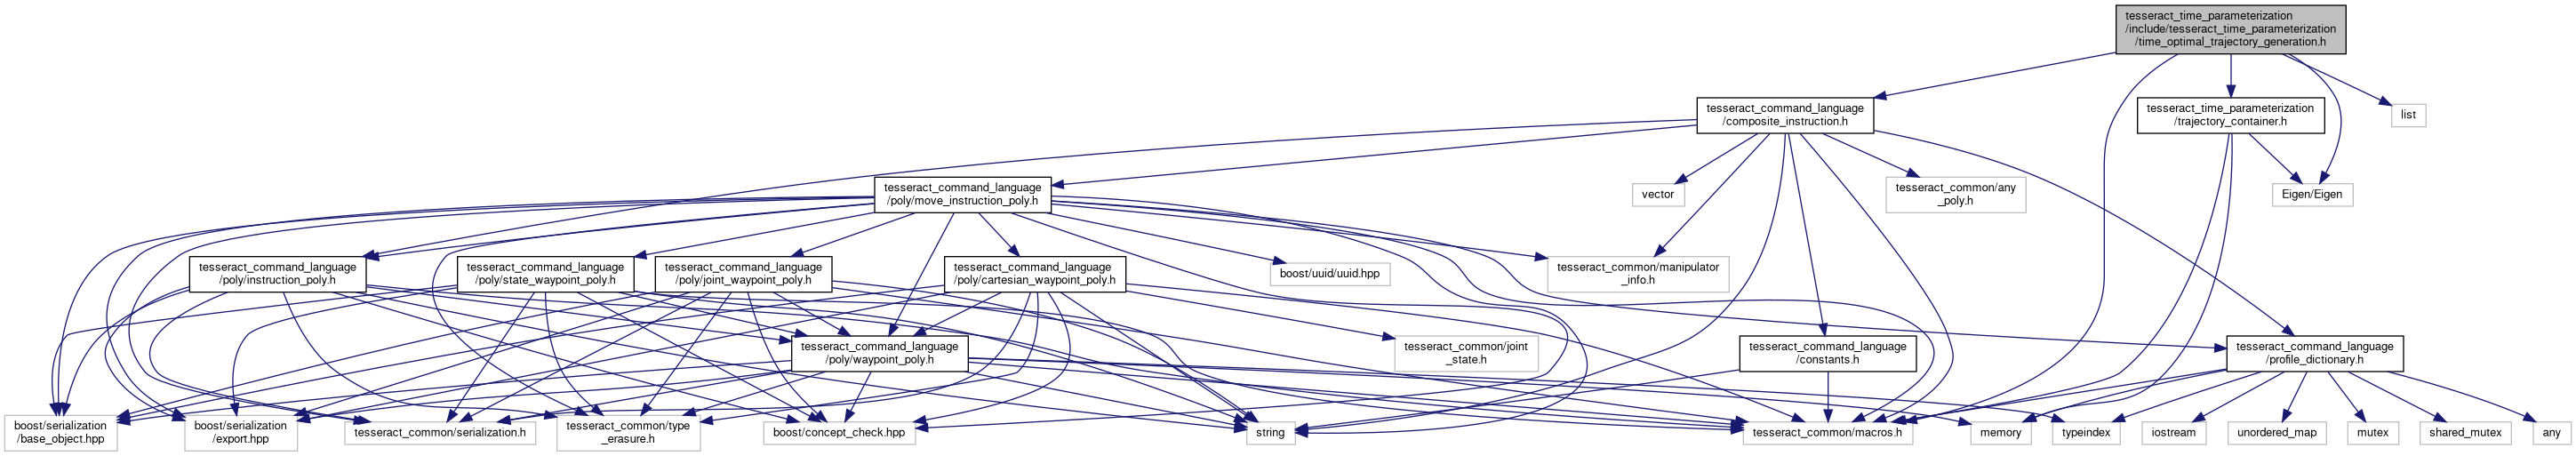 tesseract_time_parameterization
/include/tesseract_time_parameterization
/time_optimal_trajectory_generation.h
tesseract_command_language
/composite_instruction.h
tesseract_time_parameterization
/trajectory_container.h
list
tesseract_command_language
/poly/move_instruction_poly.h
vector
tesseract_common/any
_poly.h
Eigen/Eigen
tesseract_command_language
/poly/instruction_poly.h
tesseract_command_language
/poly/state_waypoint_poly.h
tesseract_command_language
/poly/joint_waypoint_poly.h
tesseract_command_language
/poly/cartesian_waypoint_poly.h
boost/uuid/uuid.hpp
tesseract_common/manipulator
_info.h
tesseract_command_language
/poly/waypoint_poly.h
tesseract_common/joint
_state.h
tesseract_command_language
/constants.h
tesseract_command_language
/profile_dictionary.h
boost/serialization
/base_object.hpp
boost/serialization
/export.hpp
tesseract_common/serialization.h
tesseract_common/type
_erasure.h
boost/concept_check.hpp
string
tesseract_common/macros.h
memory
typeindex
iostream
unordered_map
mutex
shared_mutex
any